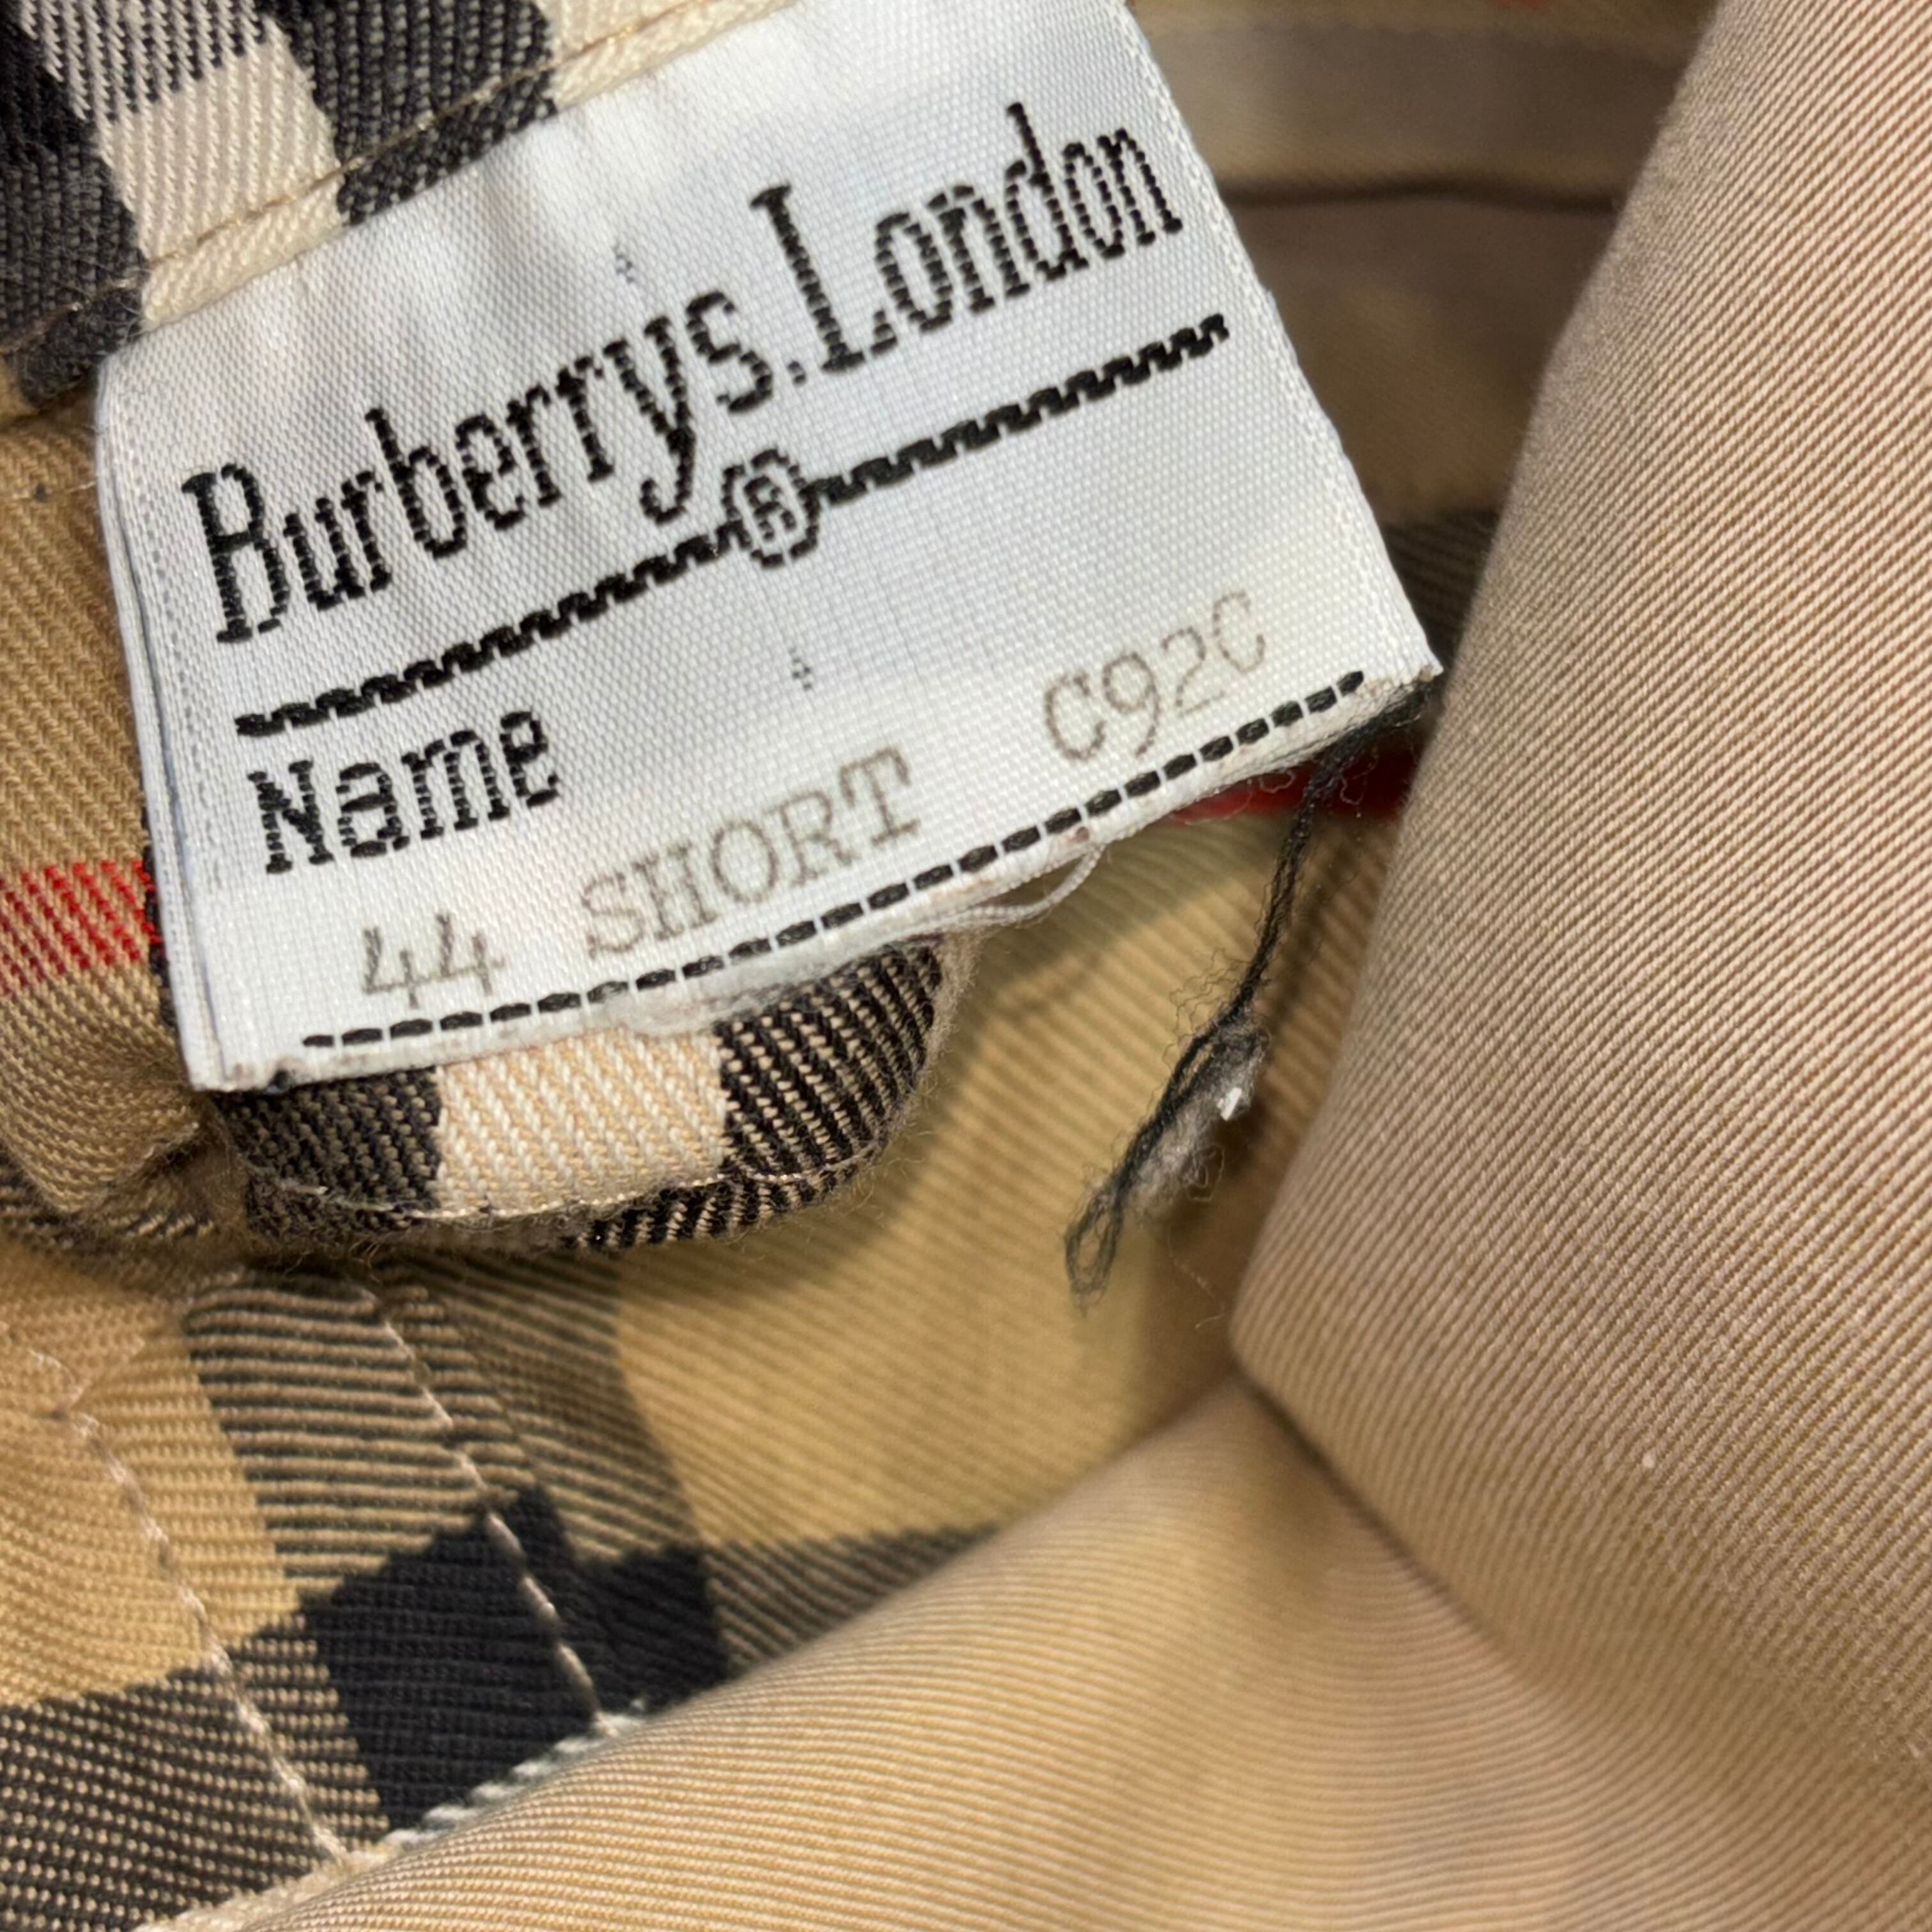 Burberrys.London
®
Name
44 SHORT C92C